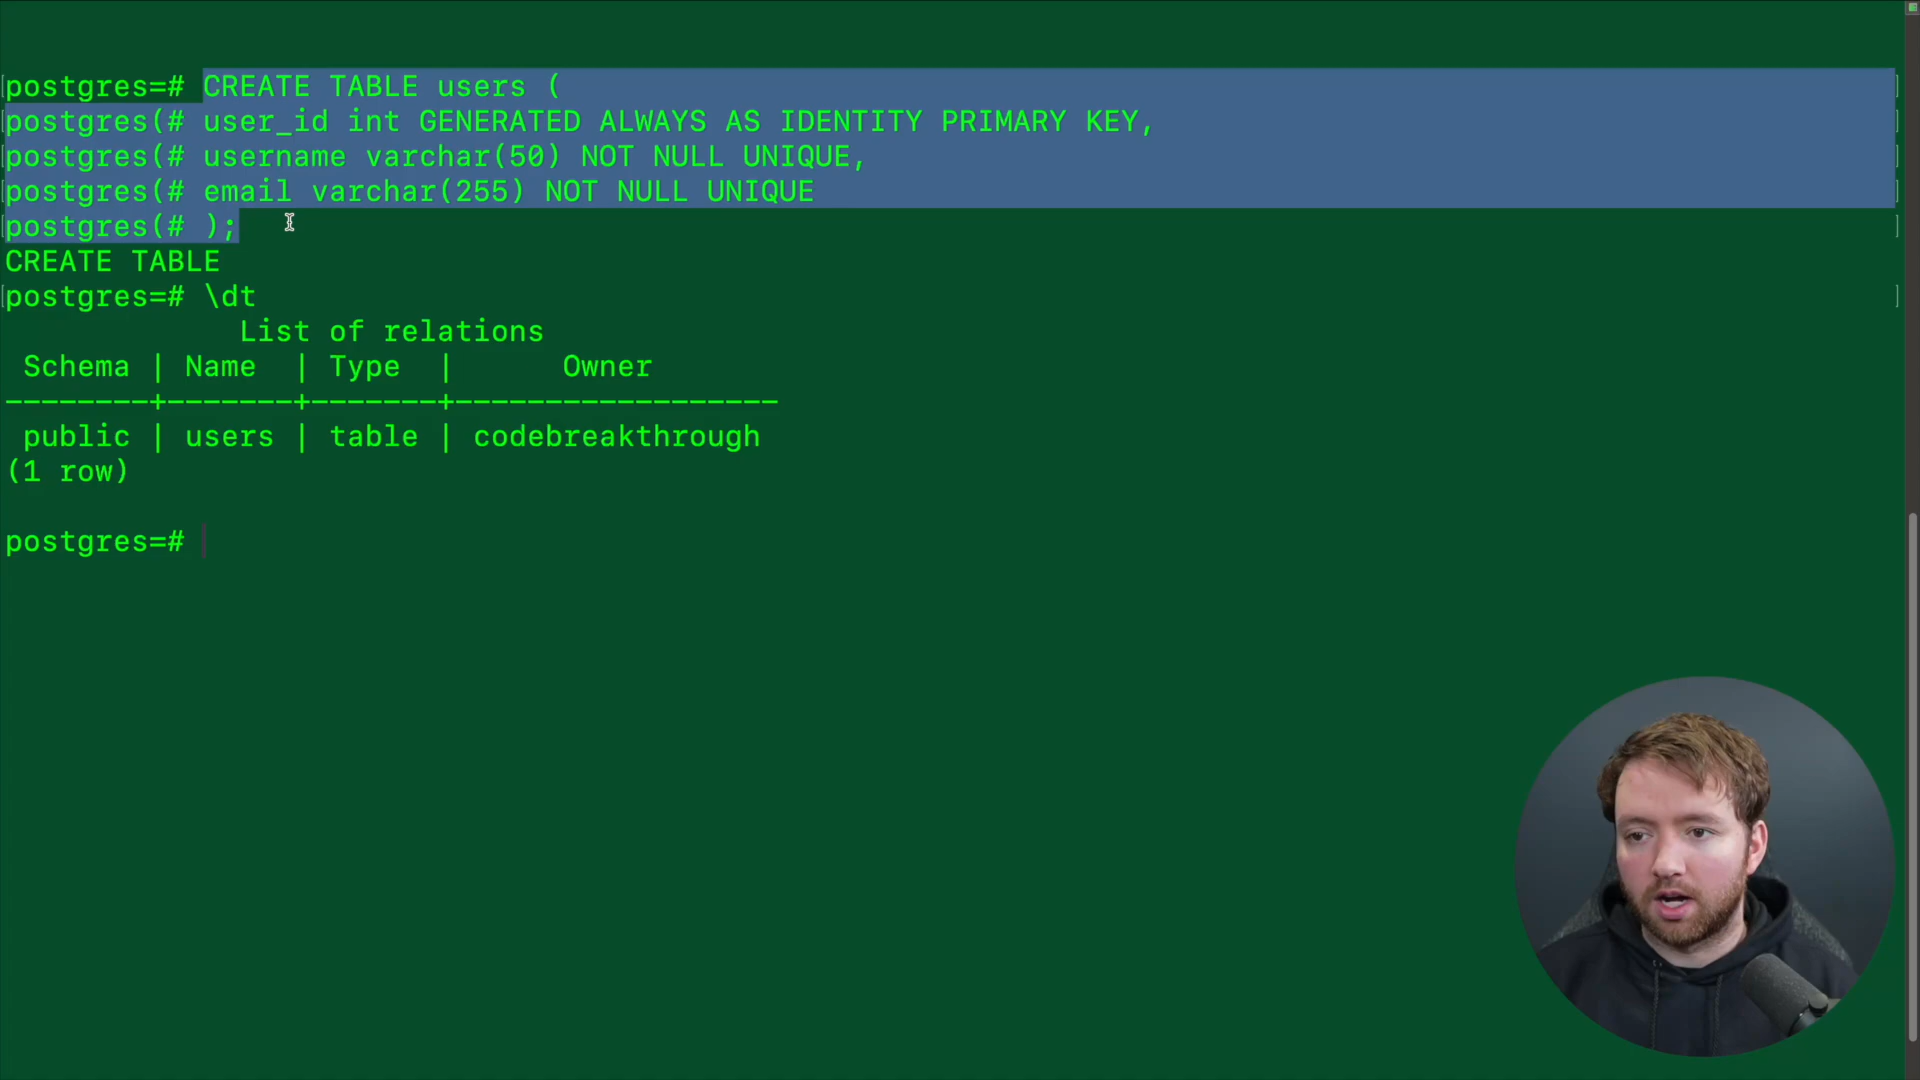 postgres=# CREATE TABLE users (
postgres(# user_id int GENERATED ALWAYS AS IDENTITY PRIMARY KEY,
postgres(# username varchar(50) NOT NULL UNIQUE,
postgres(# email varchar(255) NOT NULL UNIQUE
postgres(# );
CREATE TABLE
postgres=# \dt
List of relations
Schema | Name | Type | Owner
--------+-------+-------+------------------
public | users | table | codebreakthrough
(1 row)
postgres=#